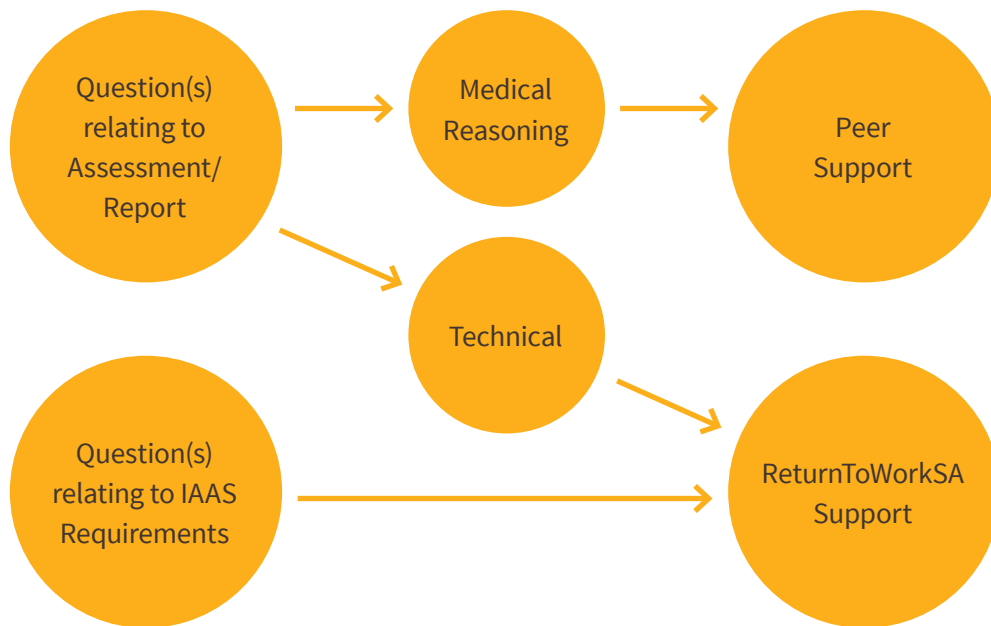 Question(s)
relating to
Assessment/
Report
Medical
Reasoning
Peer
Support
Technical
Question(s)
relating to IAAS
Requirements
ReturnToWorkSA
Support